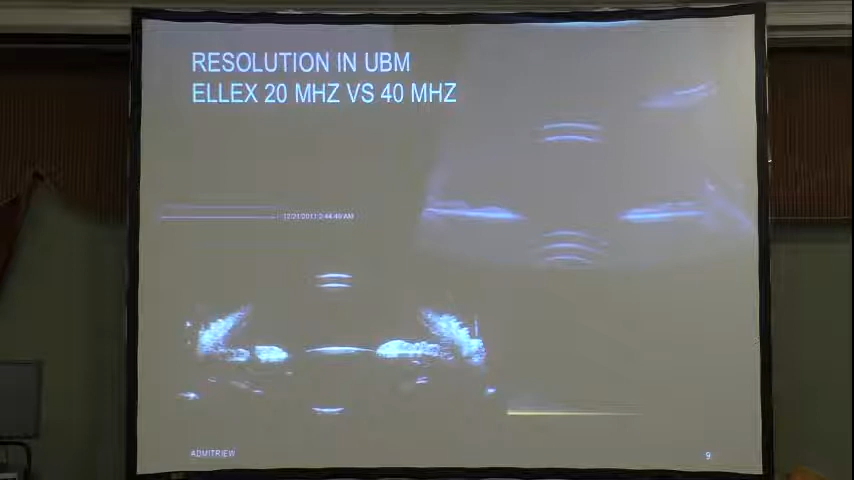 RESOLUTION IN UBM
ELLEX 20 MHZ VS 40 MHZ
ADMITRIEW
9